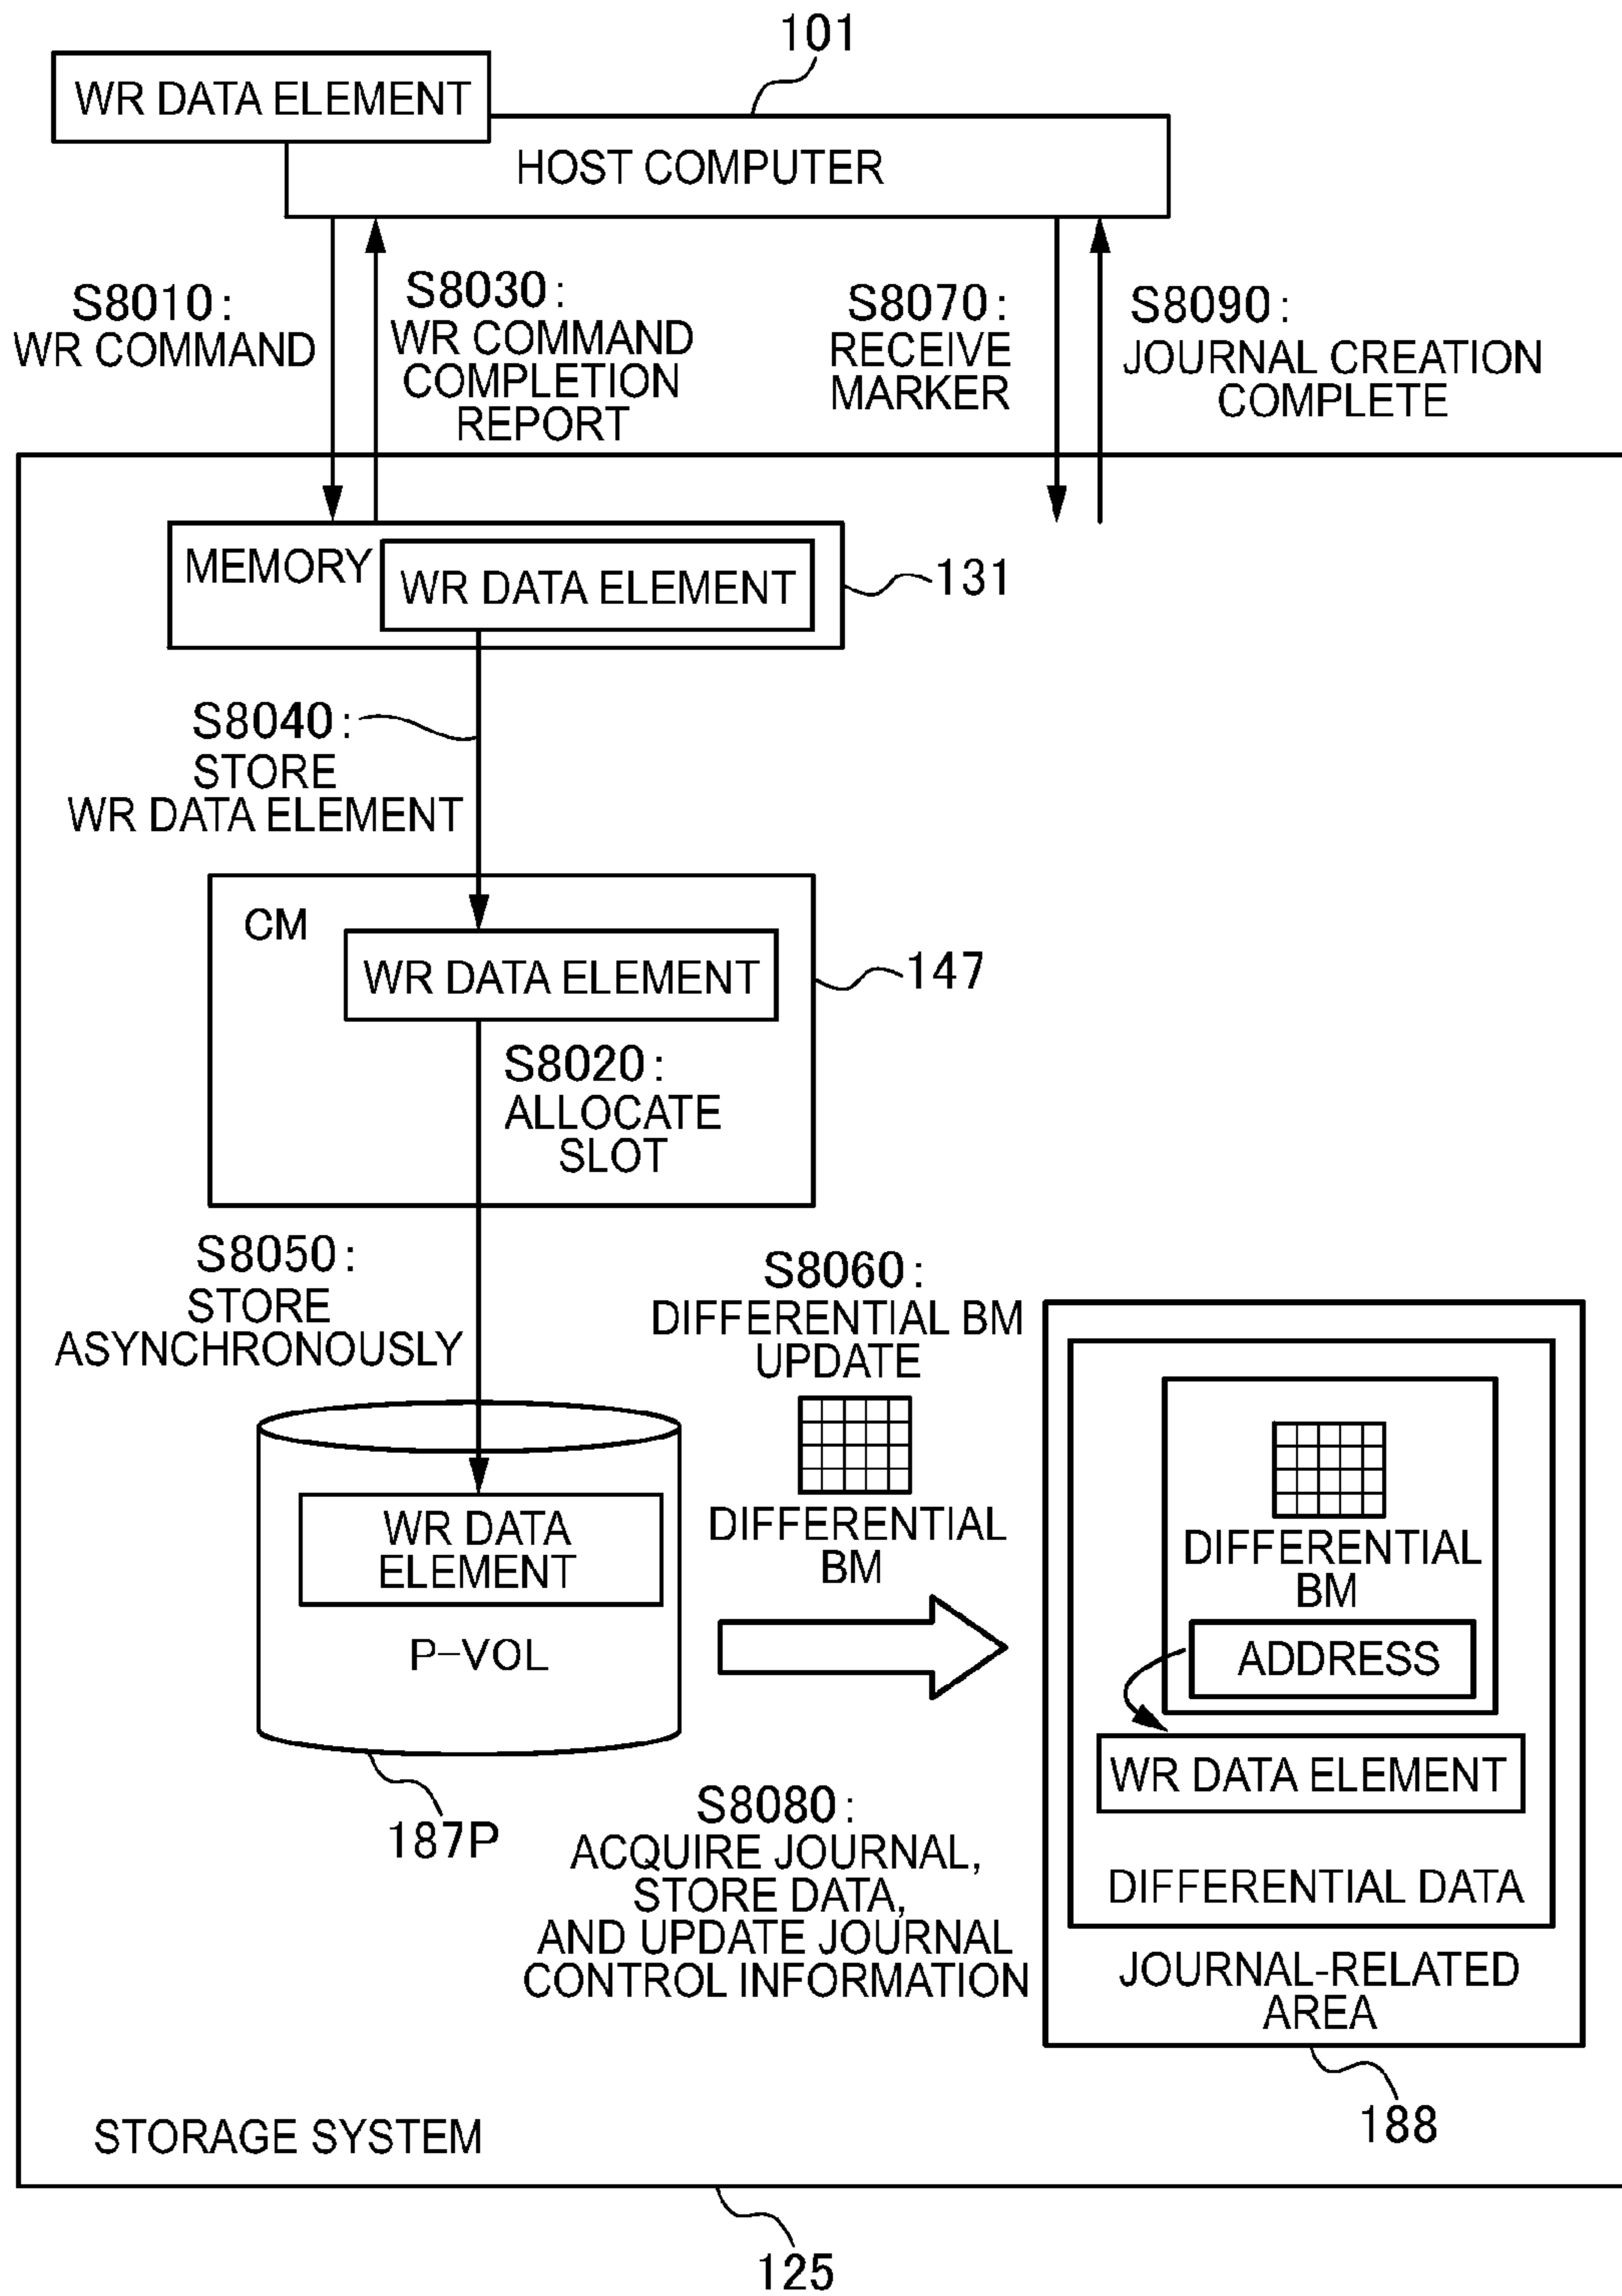 101
WR DATA ELEMENT
HOST COMPUTER
S8010:
WR COMMAND
S8030:
WR COMMAND
COMPLETION
REPORT
S8070:
RECEIVE
MARKER
S8090:
JOURNAL CREATION
COMPLETE
MEMORY
WR DATA ELEMENT
131
S8040:
STORE
WR DATA ELEMENT
CM
WR DATA ELEMENT
147
S8020:
ALLOCATE
SLOT
S8050:
STORE
ASYNCHRONOUSLY
S8060:
DIFFERENTIAL BM
UPDATE
DIFFERENTIAL
BM
WR DATA
ELEMENT
P-VOL
187P
DIFFERENTIAL
BM
ADDRESS
WR DATA ELEMENT
DIFFERENTIAL DATA
JOURNAL-RELATED
AREA
188
S8080:
ACQUIRE JOURNAL,
STORE DATA,
AND UPDATE JOURNAL
CONTROL INFORMATION
STORAGE SYSTEM
125